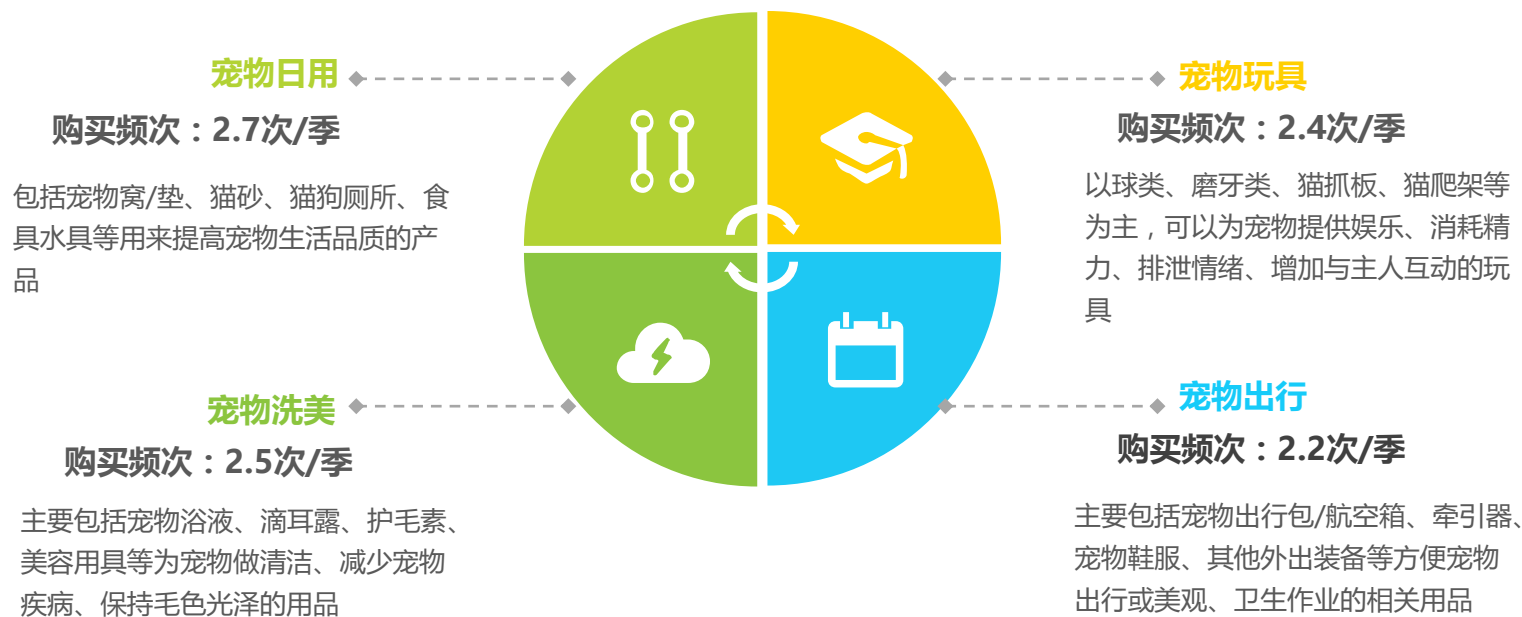 宠物日用
购买频次：2.7次/季
包括宠物窝/垫、猫砂、猫狗厕所、食
具水具等用来提高宠物生活品质的产
品
宠物玩具
购买频次：2.4次/季
以球类、磨牙类、猫抓板、猫爬架等
为主，可以为宠物提供娱乐、消耗精
力、排泄情绪、增加与主人互动的玩
具
宠物洗美
购买频次：2.5次/季
主要包括宠物浴液、滴耳露、护毛素、
美容用具等为宠物做清洁、减少宠物
疾病、保持毛色光泽的用品
宠物出行
购买频次：2.2次/季
主要包括宠物出行包/航空箱、牵引器、
宠物鞋服、其他外出装备等方便宠物
出行或美观、卫生作业的相关用品